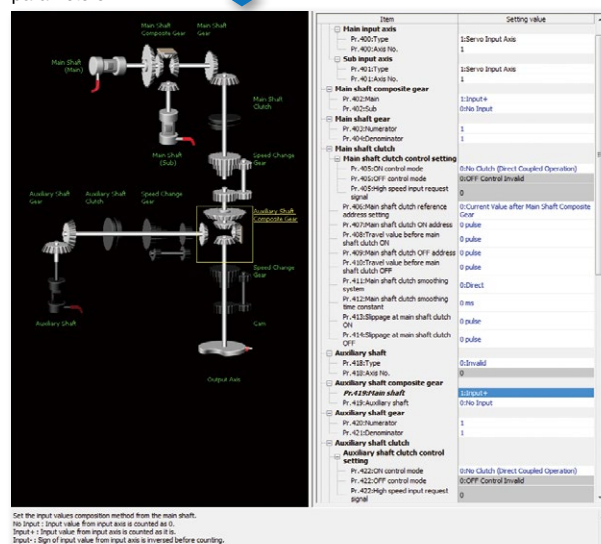 parameters
Main Shaft
Composite Gear
Main Shaft
Gear
Main Shaft
(Main)
Main Shaft
Clutch
Main Shaft
(Sub)
Speed Change
Gear
Auxiliary Shaft
Gear
Auxiliary Shaft
Clutch
Speed Change
Gear
Auxiliary Shaft
Composite Gear
Speed Change
Gear
Auxiliary Shaft
Cam
Output Axis
Item Setting value
Main input axis
Pr.400:Type 1:Servo Input Axis
Pr.400:Axis No. 1
Sub input axis
Pr.401:Type 1:Servo Input Axis
Pr.401:Axis No. 1
Main shaft composite gear
Pr.402:Main 1:Input+
Pr.402:Sub 0:No Input
Main shaft gear
Pr.403:Numerator 1
Pr.404:Denominator 1
Main shaft clutch
Main shaft clutch control setting
Pr.405:ON control mode 0:No Clutch (Direct Coupled Operation)
Pr.405:OFF control mode 0:OFF Control Invalid
Pr.405:High speed input request
signal 0
Pr.406:Main shaft clutch reference
address setting 0:Current Value after Main Shaft Composite
Gear
Pr.407:Main shaft clutch ON address 0 pulse
Pr.408:Travel value before main
shaft clutch ON 0 pulse
Pr.409:Main shaft clutch OFF address 0 pulse
Pr.410:Travel value before main
shaft clutch OFF 0 pulse
Pr.411:Main shaft clutch smoothing
system 0:Direct
Pr.412:Main shaft clutch smoothing
time constant 0 ms
Pr.413:Slippage at main shaft clutch
ON 0 pulse
Pr.414:Slippage at main shaft clutch
OFF 0 pulse
Auxiliary shaft
Pr.418:Type 0:Invalid
Pr.418:Axis No. 0
Auxiliary shaft composite gear
Pr.419:Main shaft 1:Input+
Pr.419:Auxiliary shaft 0:No Input
Auxiliary shaft gear
Pr.420:Numerator 1
Pr.421:Denominator 1
Auxiliary shaft clutch
Auxiliary shaft clutch control
setting
Pr.422:ON control mode 0:No Clutch (Direct Coupled Operation)
Pr.422:OFF control mode 0:OFF Control Invalid
Pr.422:High speed input request
signal 0
Set the input values composition method from the main shaft.
No Input : Input value from input axis is counted as 0.
Input+ : Input value from input axis is counted as it is.
Input- : Sign of input value from input axis is inversed before counting.